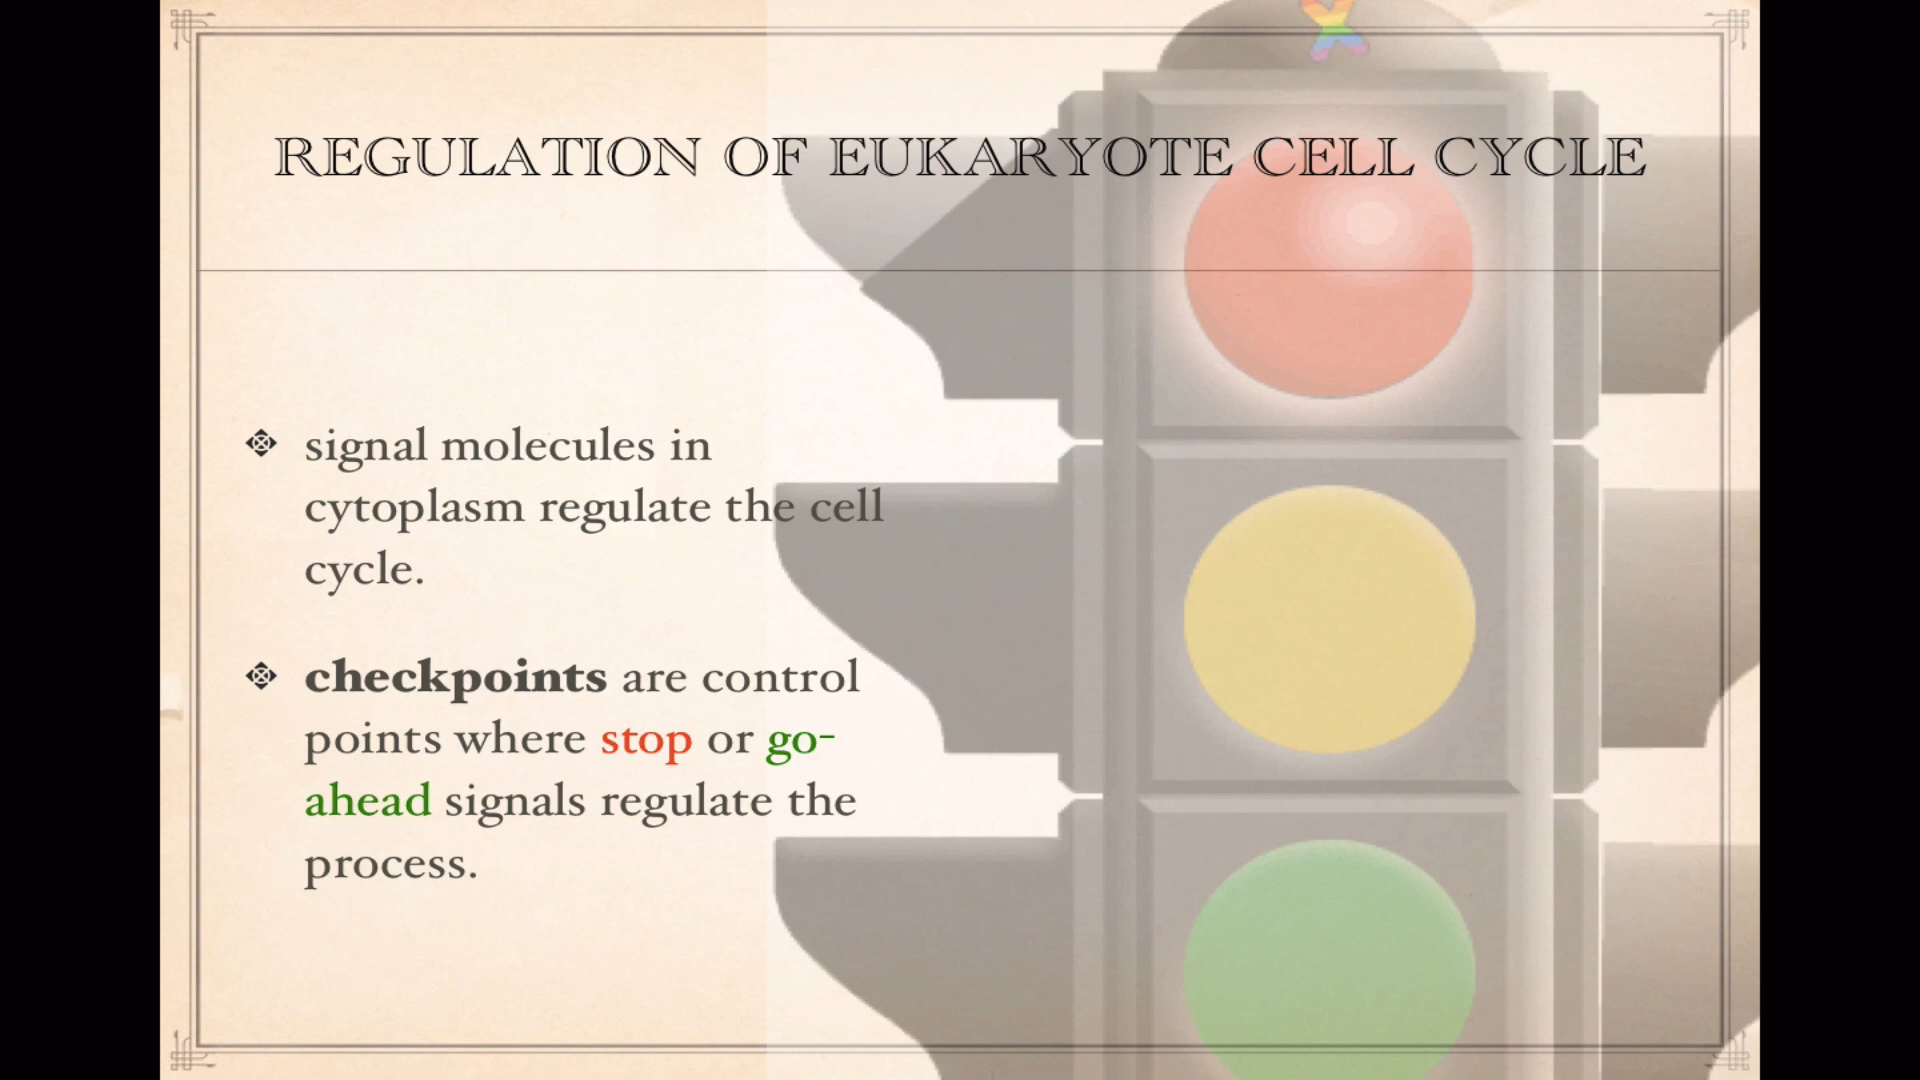 REGULATION OF EUKARYOTE CELL CYCLE
signal molecules in
cytoplasm regulate the cell
cycle.
checkpoints are control
points where stop or go-
ahead signals regulate the
process.